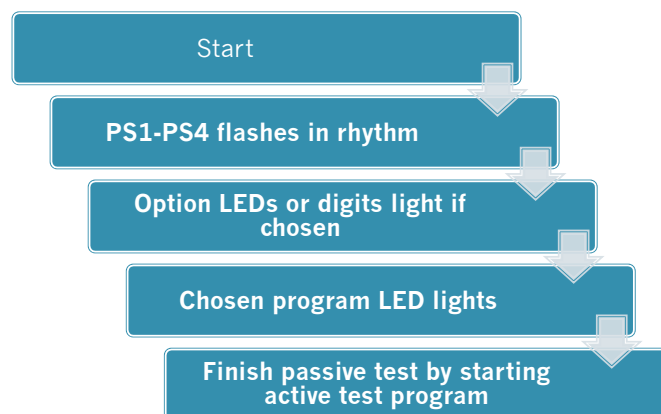 Start
PS1-PS4 flashes in rhythm
Option LEDs or digits light if
chosen
Chosen program LED lights
Finish passive test by starting
active test program